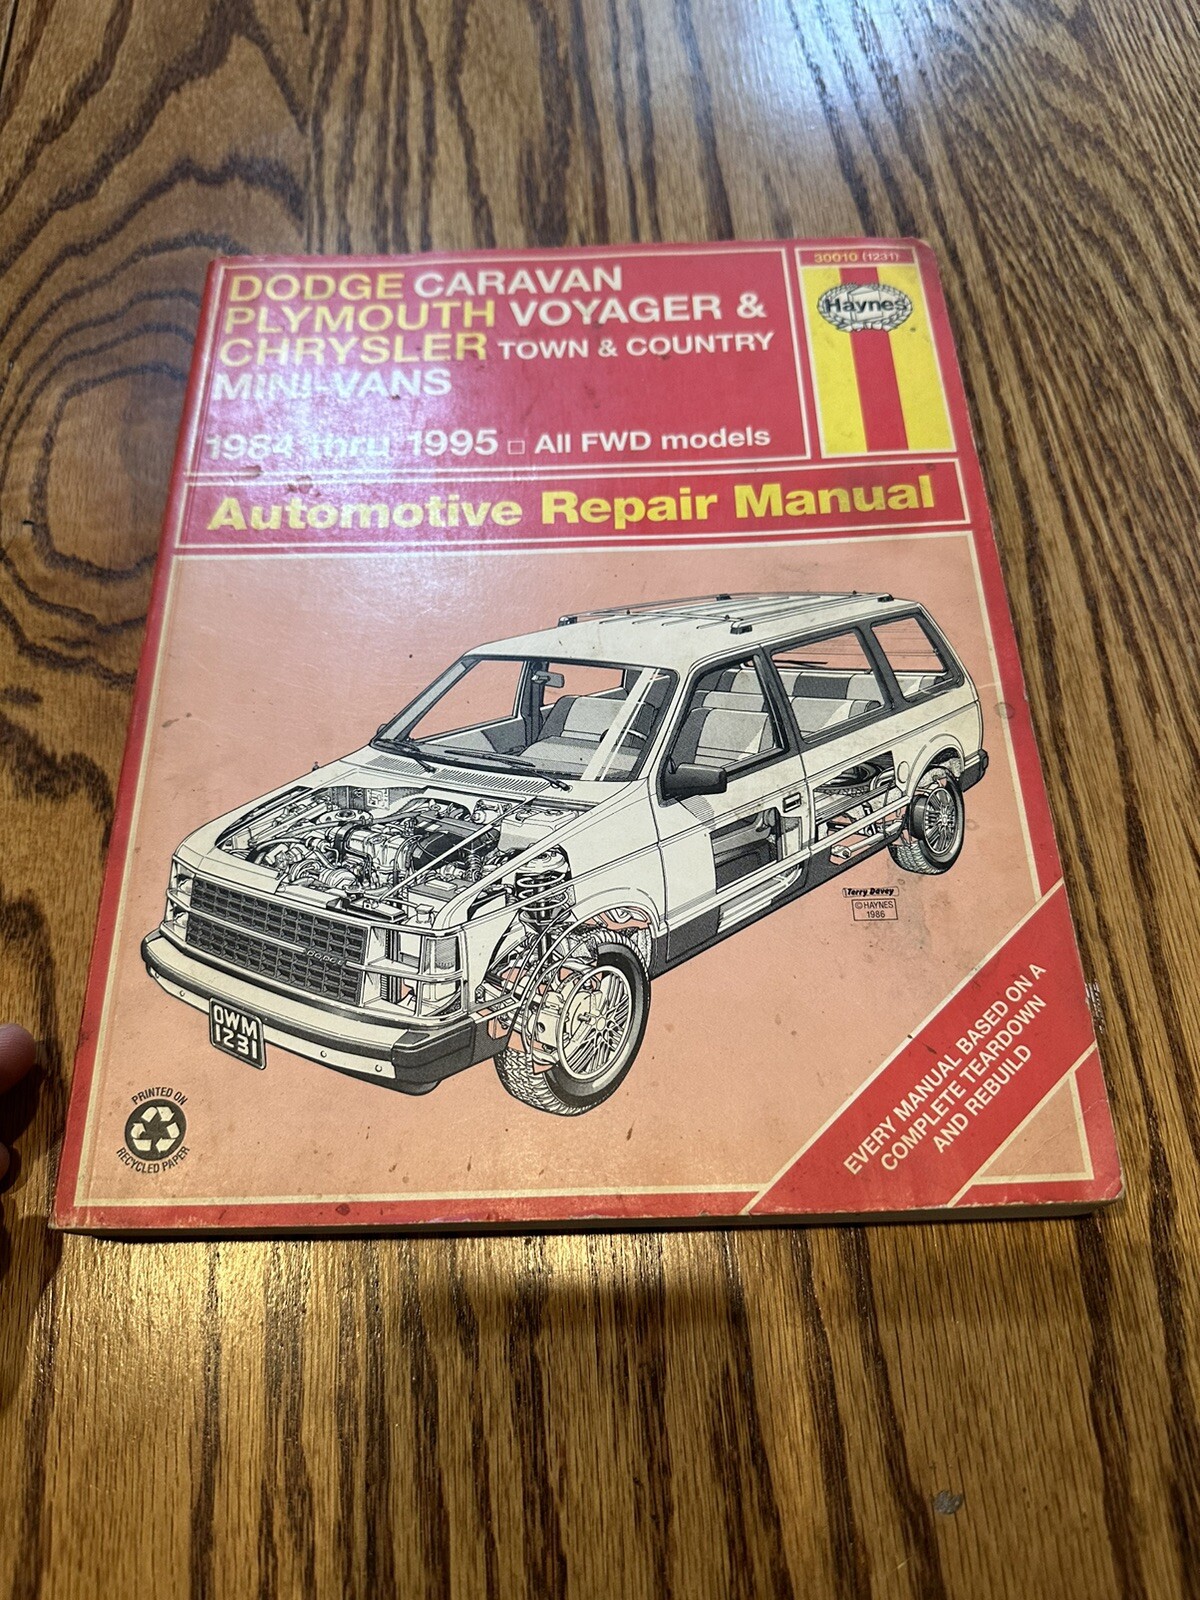 30010 (1231)
Haynes
DODGE CARAVAN
PLYMOUTH VOYAGER &
CHRYSLER TOWN & COUNTRY
MINI-VANS
1984 thru 1995 □ All FWD models
Automotive Repair Manual
DODGE
OWM
1231
Terry Davey
© HAYNES
1986
PRINTED ON
RECYCLED PAPER
EVERY MANUAL BASED ON A
COMPLETE TEARDOWN
AND REBUILD